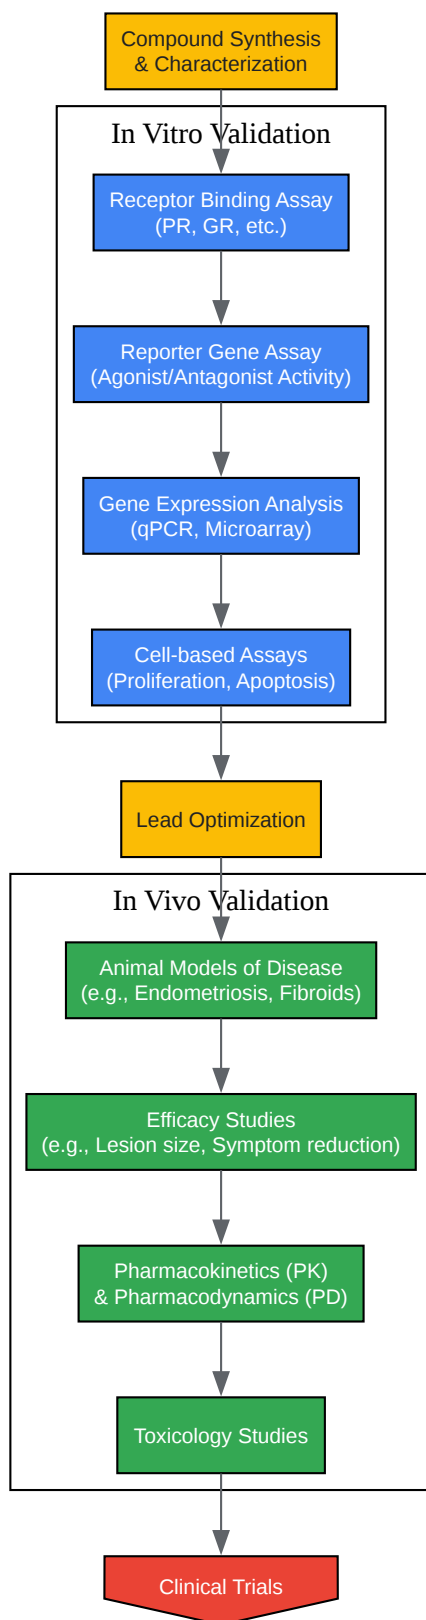 Compound Synthesis
& Characterization
In Vitro Validation
Receptor Binding Assay
(PR, GR, etc.)
Reporter Gene Assay
(Agonist/Antagonist Activity)
Gene Expression Analysis
(qPCR, Microarray)
Cell-based Assays
(Proliferation, Apoptosis)
Lead Optimization
In Vivo Validation
Animal Models of Disease
(e.g., Endometriosis, Fibroids)
Efficacy Studies
(e.g., Lesion size, Symptom reduction)
Pharmacokinetics (PK)
& Pharmacodynamics (PD)
Toxicology Studies
Clinical Trials